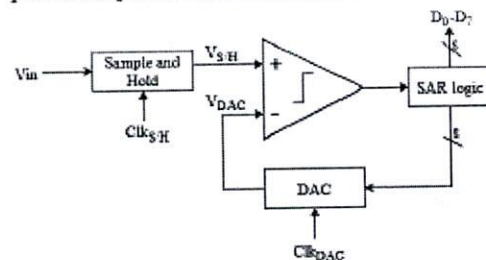 D0-D7
8
Vin
Sample and
Hold
VS/H
+
SAR logic
VDAC
-
ClkS/H
8
DAC
ClkDAC